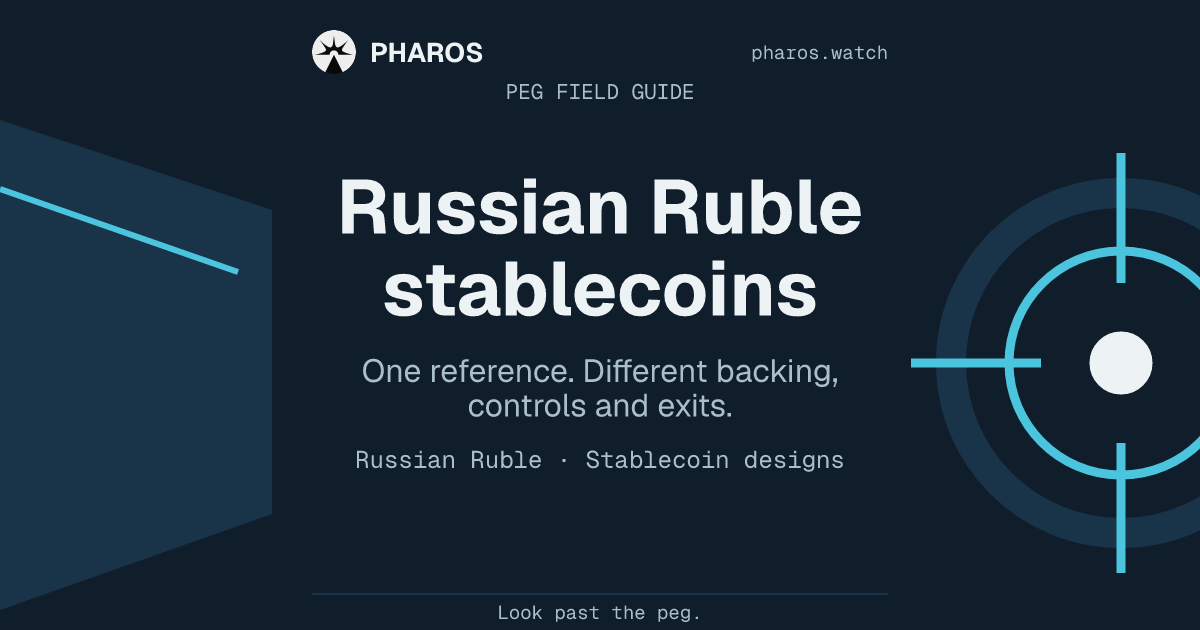 PHAROS
pharos.watch
PEG FIELD GUIDE
Russian Ruble
stablecoins
One reference. Different backing,
controls and exits.
Russian Ruble · Stablecoin designs
Look past the peg.